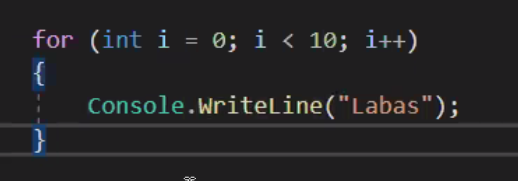 for (int i = 0; i < 10; i++)
{
    Console.WriteLine("Labas");
}